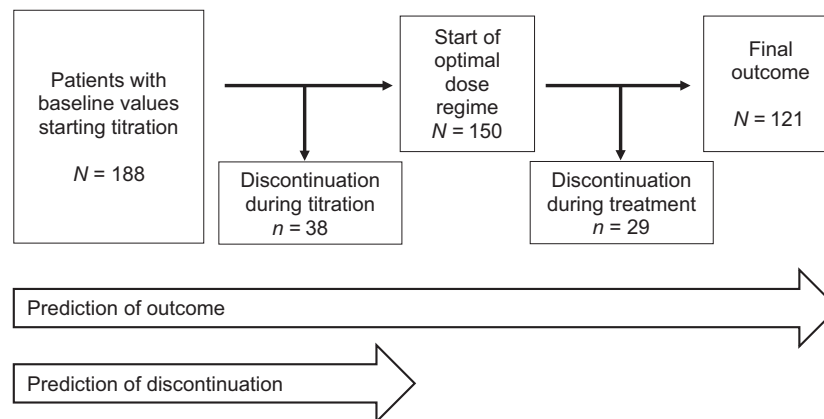 Patients with
baseline values
starting titration
N = 188
Discontinuation
during titration
n = 38
Start of
optimal
dose
regime
N = 150
Discontinuation
during treatment
n = 29
Final
outcome
N = 121
Prediction of outcome
Prediction of discontinuation